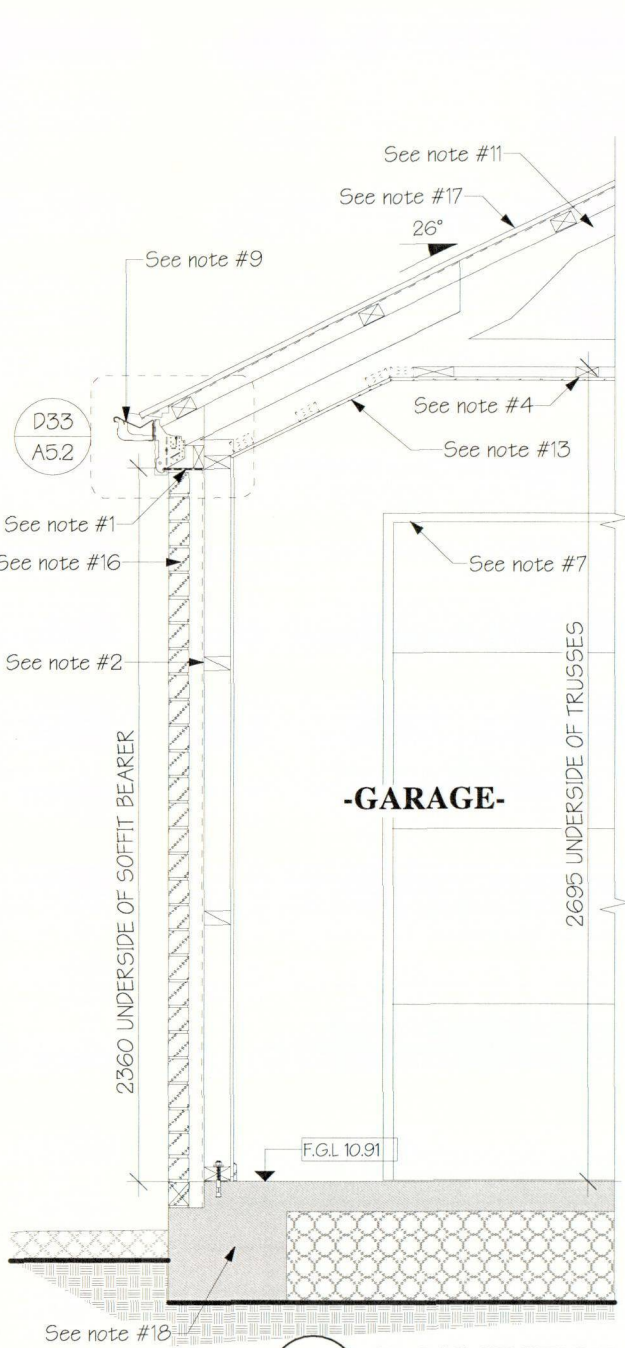 See note #11
See note #17
26°
See note #9
D33
A5.2
See note #4
See note #13
See note #1
See note #16
See note #7
See note #2
2360 UNDERSIDE OF SOFFIT BEARER
-GARAGE-
2695 UNDERSIDE OF TRUSSES
F.G.L 10.91
See note #18